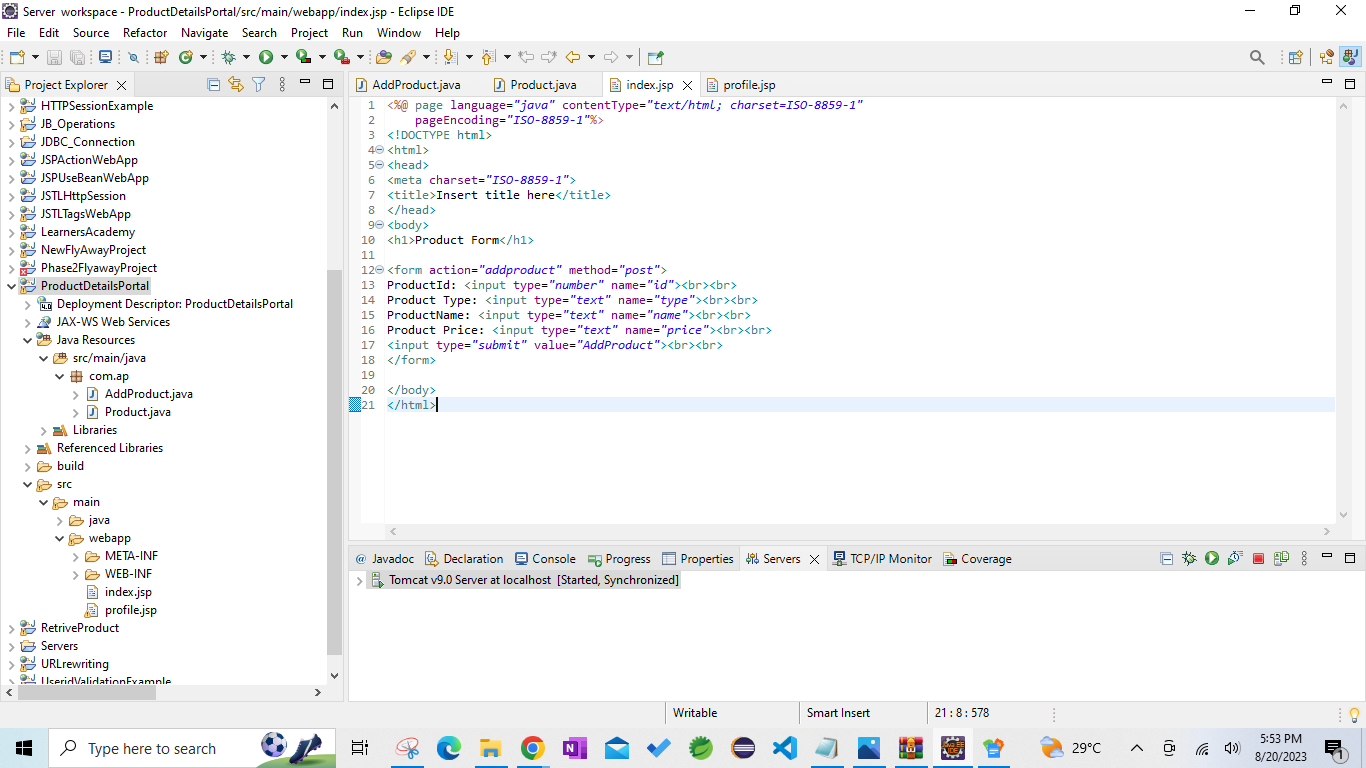 Server workspace - ProductDetailsPortal/src/main/webapp/index.jsp - Eclipse IDE
File Edit Source Refactor Navigate Search Project Run Window Help
Project Explorer
HTTPSessionExample
JB_Operations
JDBC_Connection
JSPActionWebApp
JSPUseBeanWebApp
JSTLHttpSession
JSTLTagsWebApp
LearnersAcademy
NewFlyAwayProject
Phase2FlyawayProject
ProductDetailsPortal
Deployment Descriptor: ProductDetailsPortal
JAX-WS Web Services
Java Resources
src/main/java
com.ap
AddProduct.java
Product.java
Libraries
Referenced Libraries
build
src
main
java
webapp
META-INF
WEB-INF
index.jsp
profile.jsp
RetriveProduct
Servers
URLrewriting
UseridValidationExample
AddProduct.java Product.java index.jsp profile.jsp
1 <%@ page language="java" contentType="text/html; charset=ISO-8859-1"
2 pageEncoding="ISO-8859-1"%>
3 <!DOCTYPE html>
4 <html>
5 <head>
6 <meta charset="ISO-8859-1">
7 <title>Insert title here</title>
8 </head>
9 <body>
10 <h1>Product Form</h1>
11
12 <form action="addproduct" method="post">
13 ProductId: <input type="number" name="id"><br><br>
14 Product Type: <input type="text" name="type"><br><br>
15 ProductName: <input type="text" name="name"><br><br>
16 Product Price: <input type="text" name="price"><br><br>
17 <input type="submit" value="AddProduct"><br><br>
18 </form>
19
20 </body>
21 </html>
@ Javadoc Declaration Console Progress Properties Servers TCP/IP Monitor Coverage
Tomcat v9.0 Server at localhost [Started, Synchronized]
Writable Smart Insert 21 : 8 : 578
Type here to search
29°C
5:53 PM
8/20/2023
1